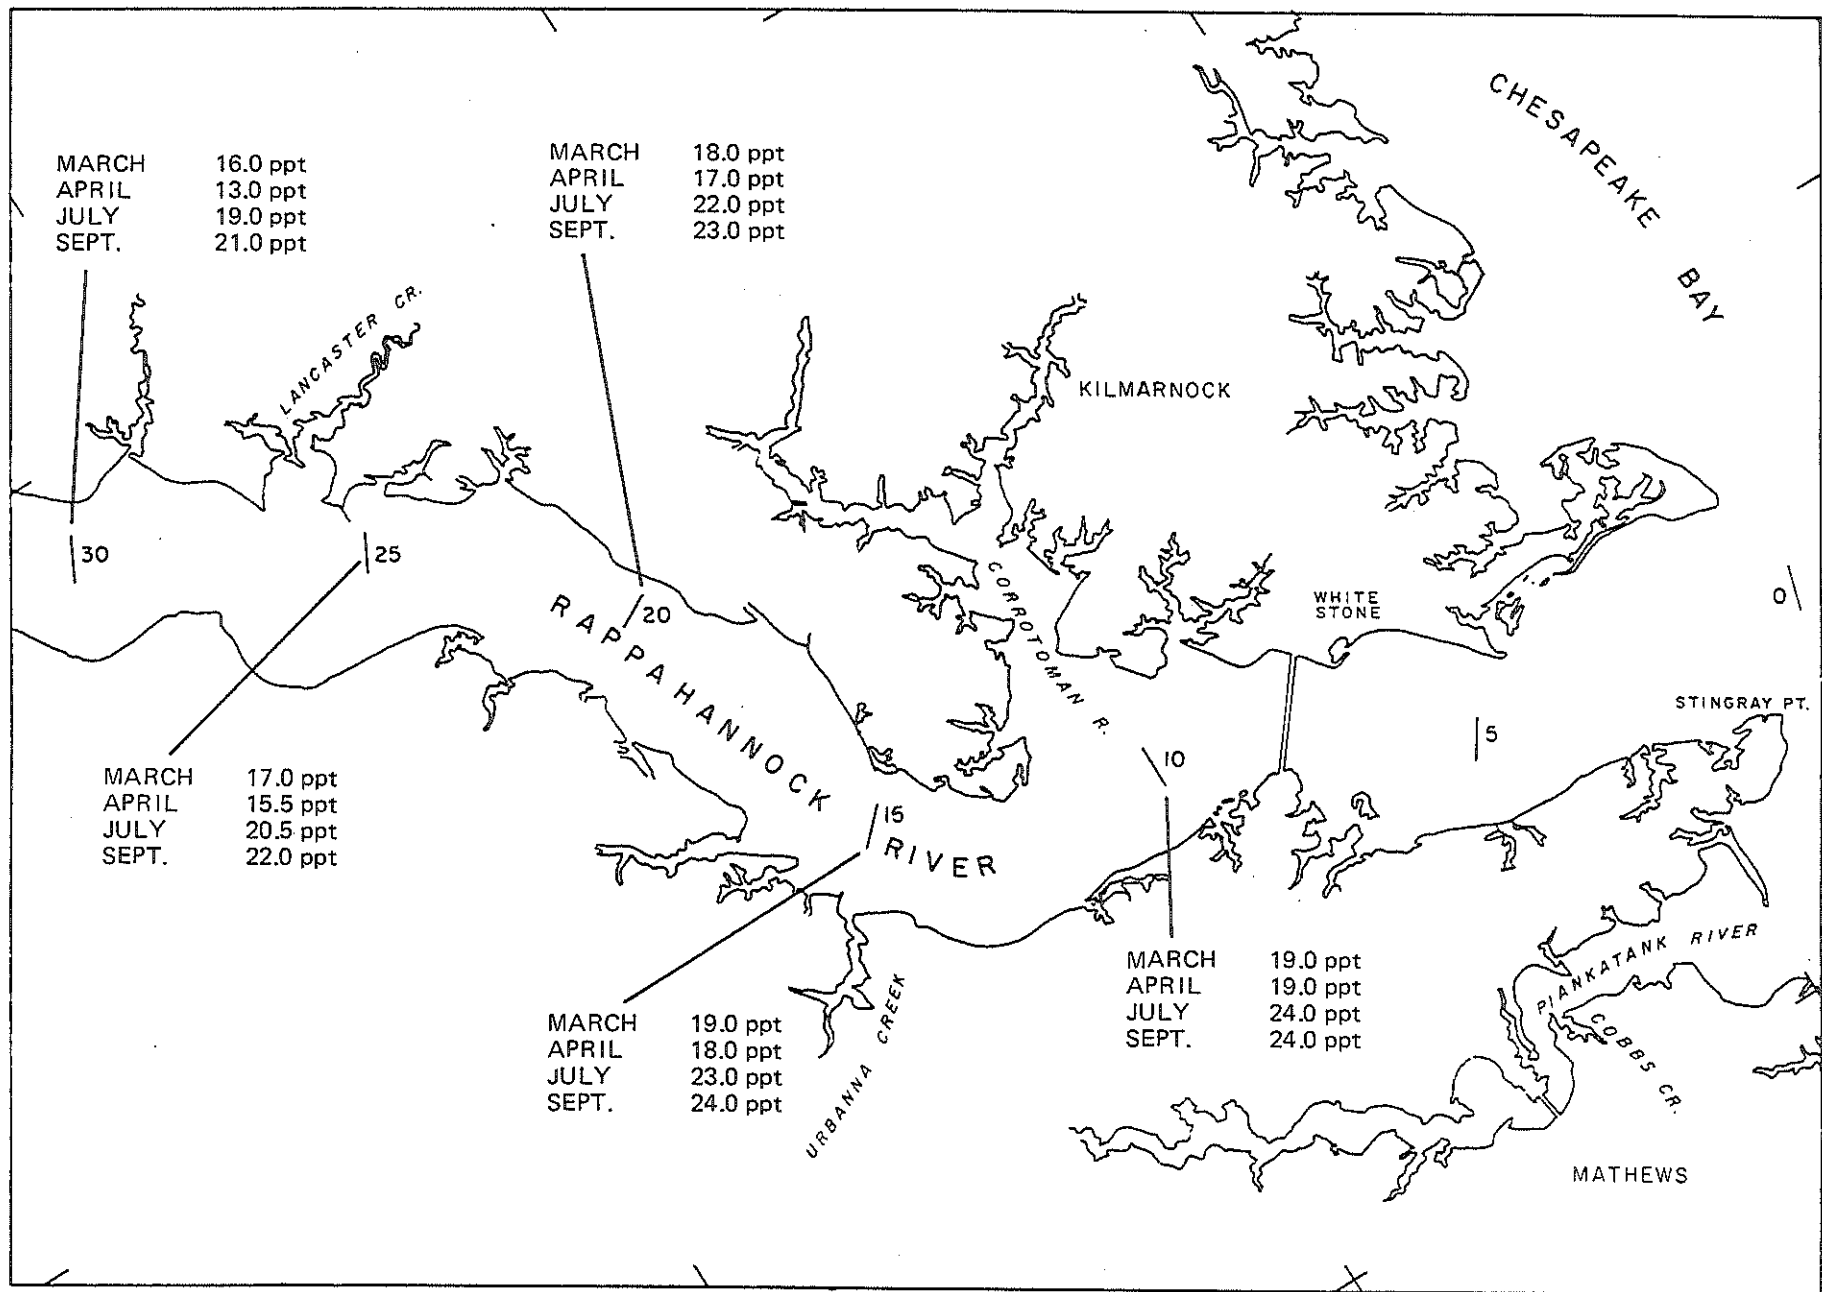 CHESAPEAKE BAY
MARCH 16.0 ppt
APRIL 13.0 ppt
JULY 19.0 ppt
SEPT. 21.0 ppt
MARCH 18.0 ppt
APRIL 17.0 ppt
JULY 22.0 ppt
SEPT. 23.0 ppt
LANCASTER CR.
KILMARNOCK
30
25
20
CORROTOMAN R.
WHITE
STONE
0
RAPPAHANNOCK
RIVER
STINGRAY PT.
5
10
15
MARCH 17.0 ppt
APRIL 15.5 ppt
JULY 20.5 ppt
SEPT. 22.0 ppt
MARCH 19.0 ppt
APRIL 19.0 ppt
JULY 24.0 ppt
SEPT. 24.0 ppt
PIANKATANK RIVER
COBBS CR.
MARCH 19.0 ppt
APRIL 18.0 ppt
JULY 23.0 ppt
SEPT. 24.0 ppt
URBANNA CREEK
MATHEWS